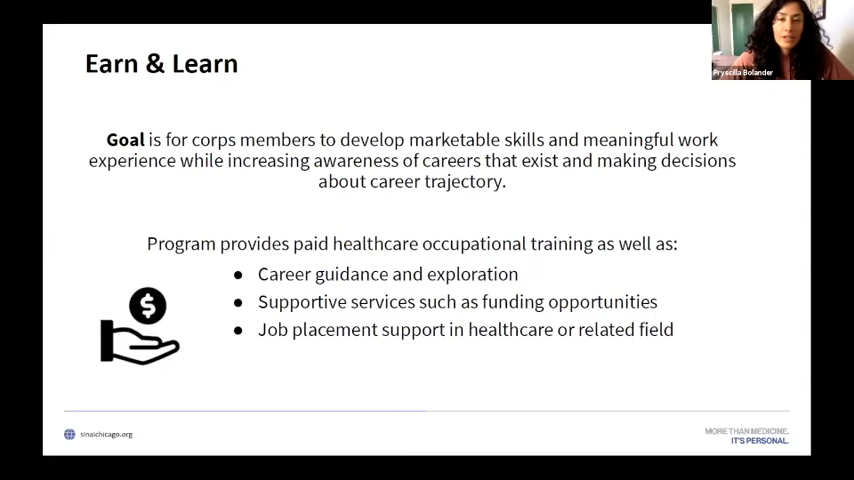 Earn & Learn
Pryscilla Bolander
Goal is for corps members to develop marketable skills and meaningful work
experience while increasing awareness of careers that exist and making decisions
about career trajectory.
Program provides paid healthcare occupational training as well as:
● Career guidance and exploration
● Supportive services such as funding opportunities
● Job placement support in healthcare or related field
$
sinaichicago.org
MORE THAN MEDICINE.
IT'S PERSONAL.